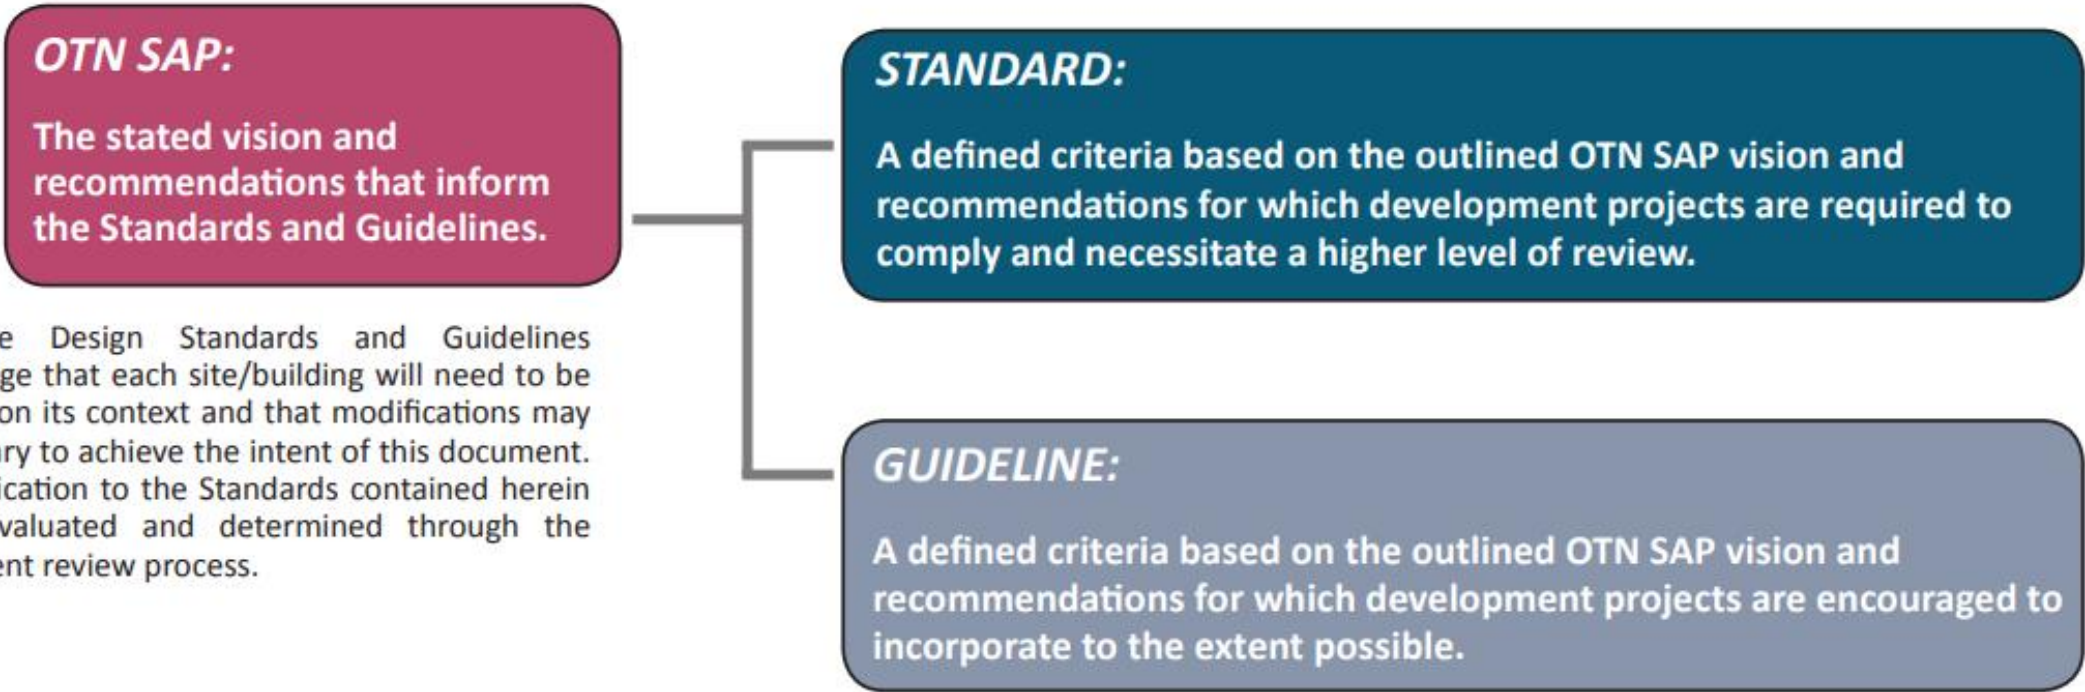 OTN SAP:
The stated vision and
recommendations that inform
the Standards and Guidelines.
Design Standards and Guidelines
that each site/building will need to be
on its context and that modifications may
to achieve the intent of this document.
to the Standards contained herein
and determined through the
review process.
STANDARD:
A defined criteria based on the outlined OTN SAP vision and
recommendations for which development projects are required to
comply and necessitate a higher level of review.
GUIDELINE:
A defined criteria based on the outlined OTN SAP vision and
recommendations for which development projects are encouraged to
incorporate to the extent possible.